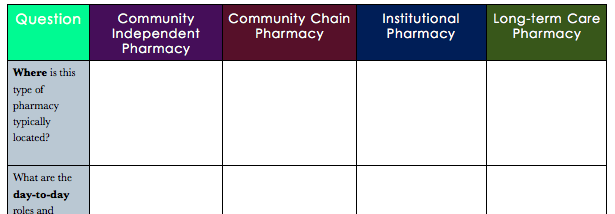 Question
Community
Independent
Pharmacy
Community Chain
Pharmacy
Institutional
Pharmacy
Long-term Care
Pharmacy
Where is this
type of
pharmacy
typically
located?
What are the
day-to-day
roles and